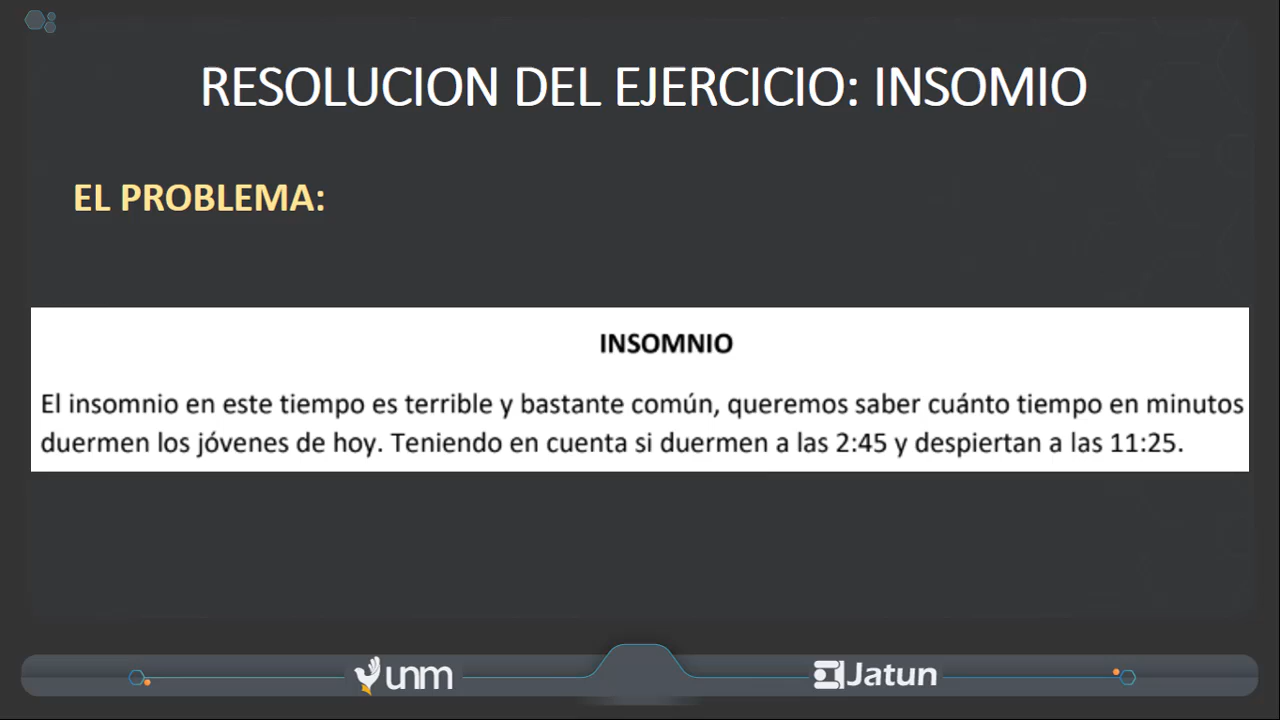 RESOLUCION DEL EJERCICIO: INSOMIO
EL PROBLEMA:
INSOMNIO
El insomnio en este tiempo es terrible y bastante común, queremos saber cuánto tiempo en minutos
duermen los jóvenes de hoy. Teniendo en cuenta si duermen a las 2:45 y despiertan a las 11:25.
unm
Jatun